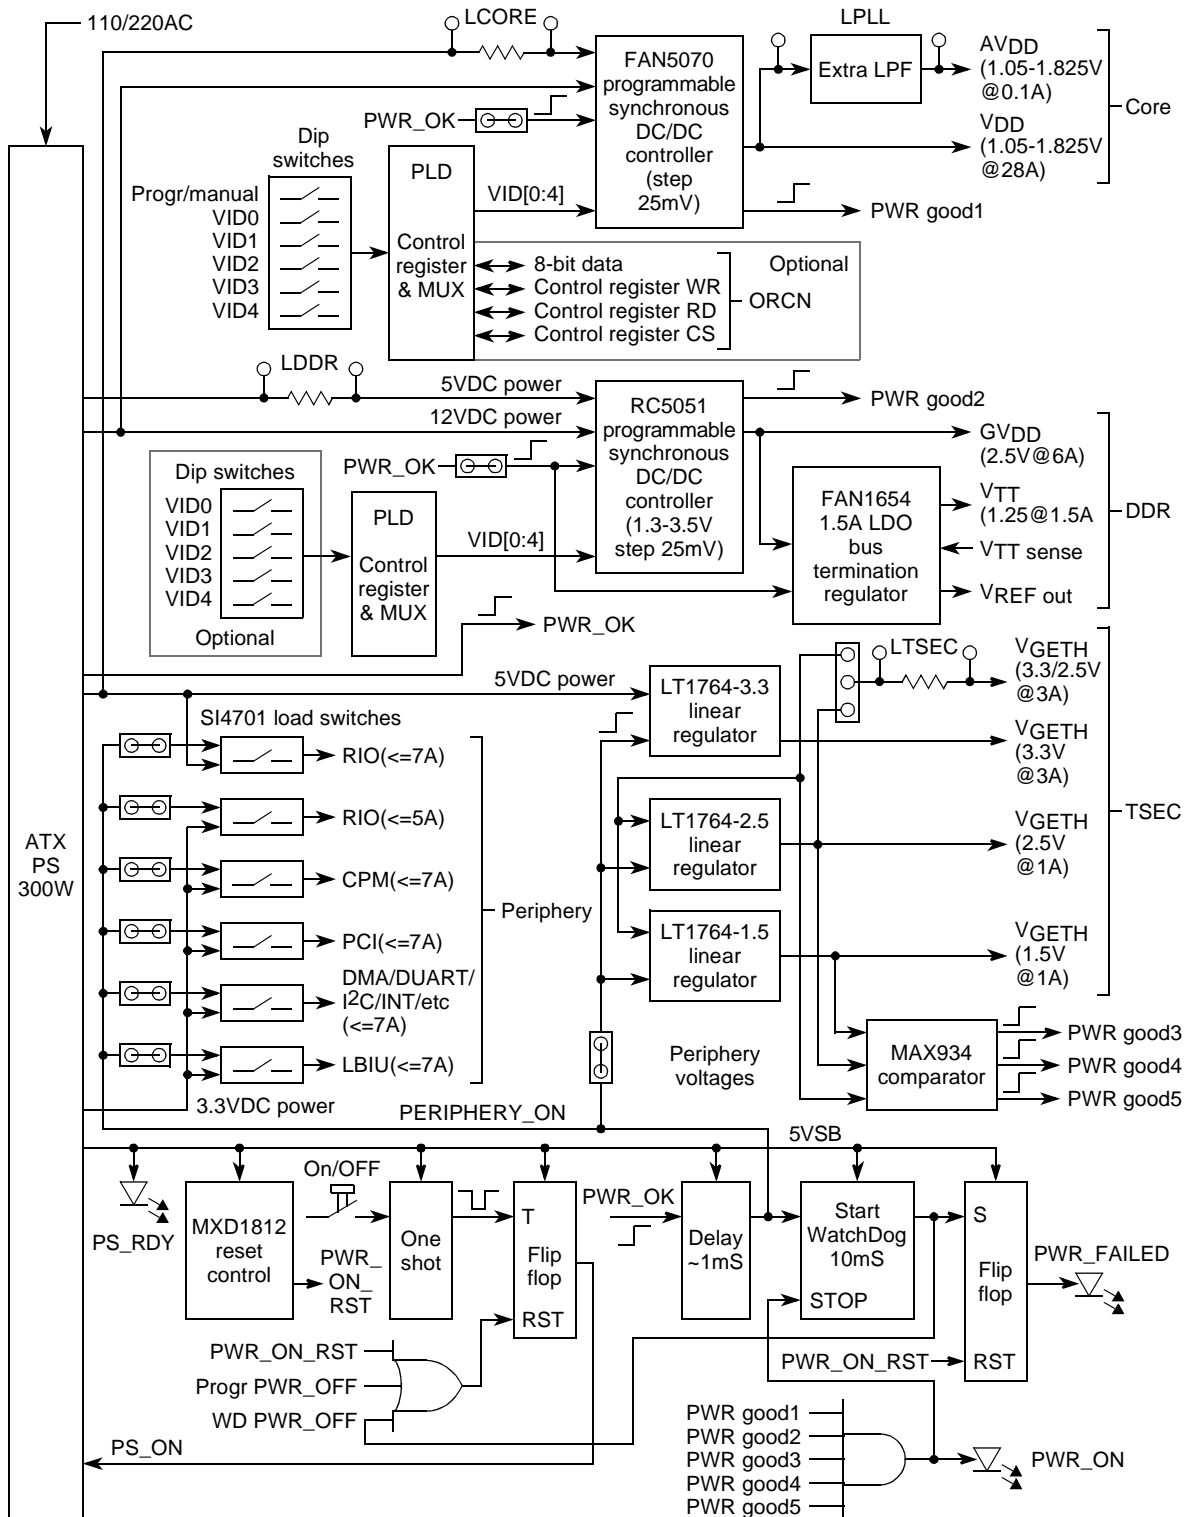 110/220AC
LCORE
LPLL
FAN5070
programmable
synchronous
DC/DC
controller
(step
25mV)
Extra LPF
AVDD
(1.05-1.825V
@0.1A)
Core
VDD
(1.05-1.825V
@28A)
PWR_OK
Dip
switches
Progr/manual
VID0
VID1
VID2
VID3
VID4
PLD
Control
register
& MUX
VID[0:4]
PWR good1
8-bit data
Control register WR
Control register RD
Control register CS
Optional
ORCN
LDDR
5VDC power
12VDC power
RC5051
programmable
synchronous
DC/DC
controller
(1.3-3.5V
step 25mV)
PWR good2
GVDD
(2.5V@6A)
PWR_OK
Dip switches
VID0
VID1
VID2
VID3
VID4
Optional
PLD
Control
register
& MUX
VID[0:4]
FAN1654
1.5A LDO
bus
termination
regulator
VTT
(1.25@1.5A
VTT sense
VREF out
DDR
PWR_OK
5VDC power
LT1764-3.3
linear
regulator
LTSEC
VGETH
(3.3/2.5V
@3A)
VGETH
(3.3V
@3A)
SI4701 load switches
RIO(<=7A)
RIO(<=5A)
CPM(<=7A)
PCI(<=7A)
DMA/DUART/
I2C/INT/etc
(<=7A)
LBIU(<=7A)
Periphery
3.3VDC power
ATX
PS
300W
LT1764-2.5
linear
regulator
VGETH
(2.5V
@1A)
TSEC
LT1764-1.5
linear
regulator
VGETH
(1.5V
@1A)
Periphery
voltages
MAX934
comparator
PWR good3
PWR good4
PWR good5
PERIPHERY_ON
5VSB
PS_RDY
MXD1812
reset
control
On/OFF
PWR_
ON_
RST
One
shot
T
Flip
flop
RST
PWR_OK
Delay
~1mS
Start
WatchDog
10mS
STOP
S
Flip
flop
RST
PWR_FAILED
PWR_ON_RST
PWR_ON_RST
Progr PWR_OFF
WD PWR_OFF
PS_ON
PWR good1
PWR good2
PWR good3
PWR good4
PWR good5
PWR_ON